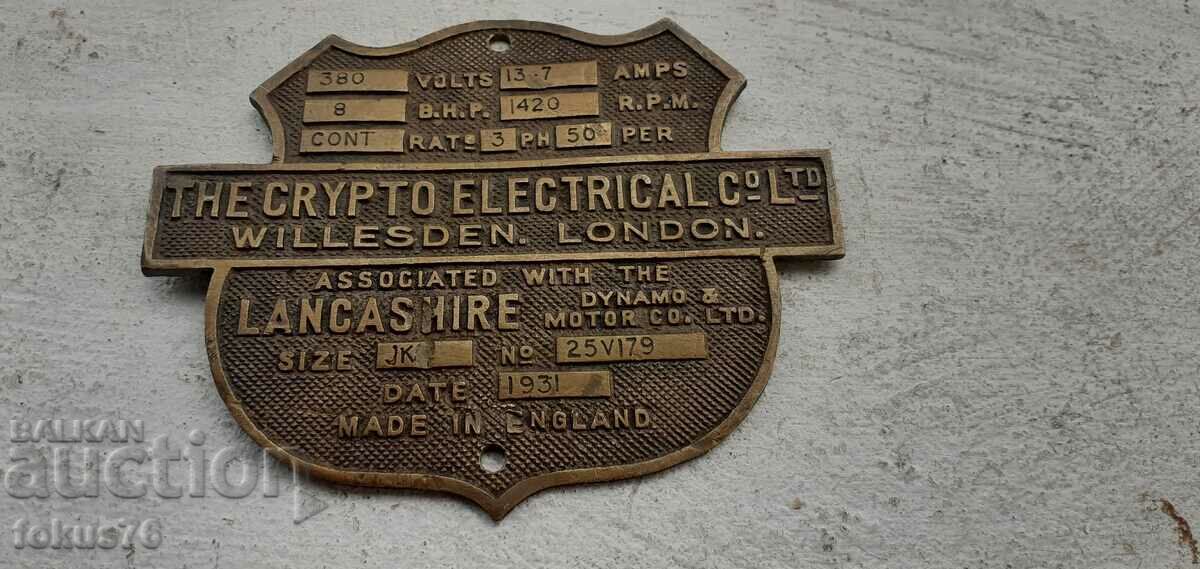 380 VOLTS 13·7 AMPS
8 B.H.P. 1420 R.P.M.
CONT RATG 3 PH 50 PER
THE CRYPTO ELECTRICAL CO LTD
WILLESDEN. LONDON.
ASSOCIATED WITH THE
LANCASHIRE DYNAMO & MOTOR CO. LTD.
SIZE JK NO 25V179
DATE 1931
MADE IN ENGLAND.
BALKAN
auction
fokus76